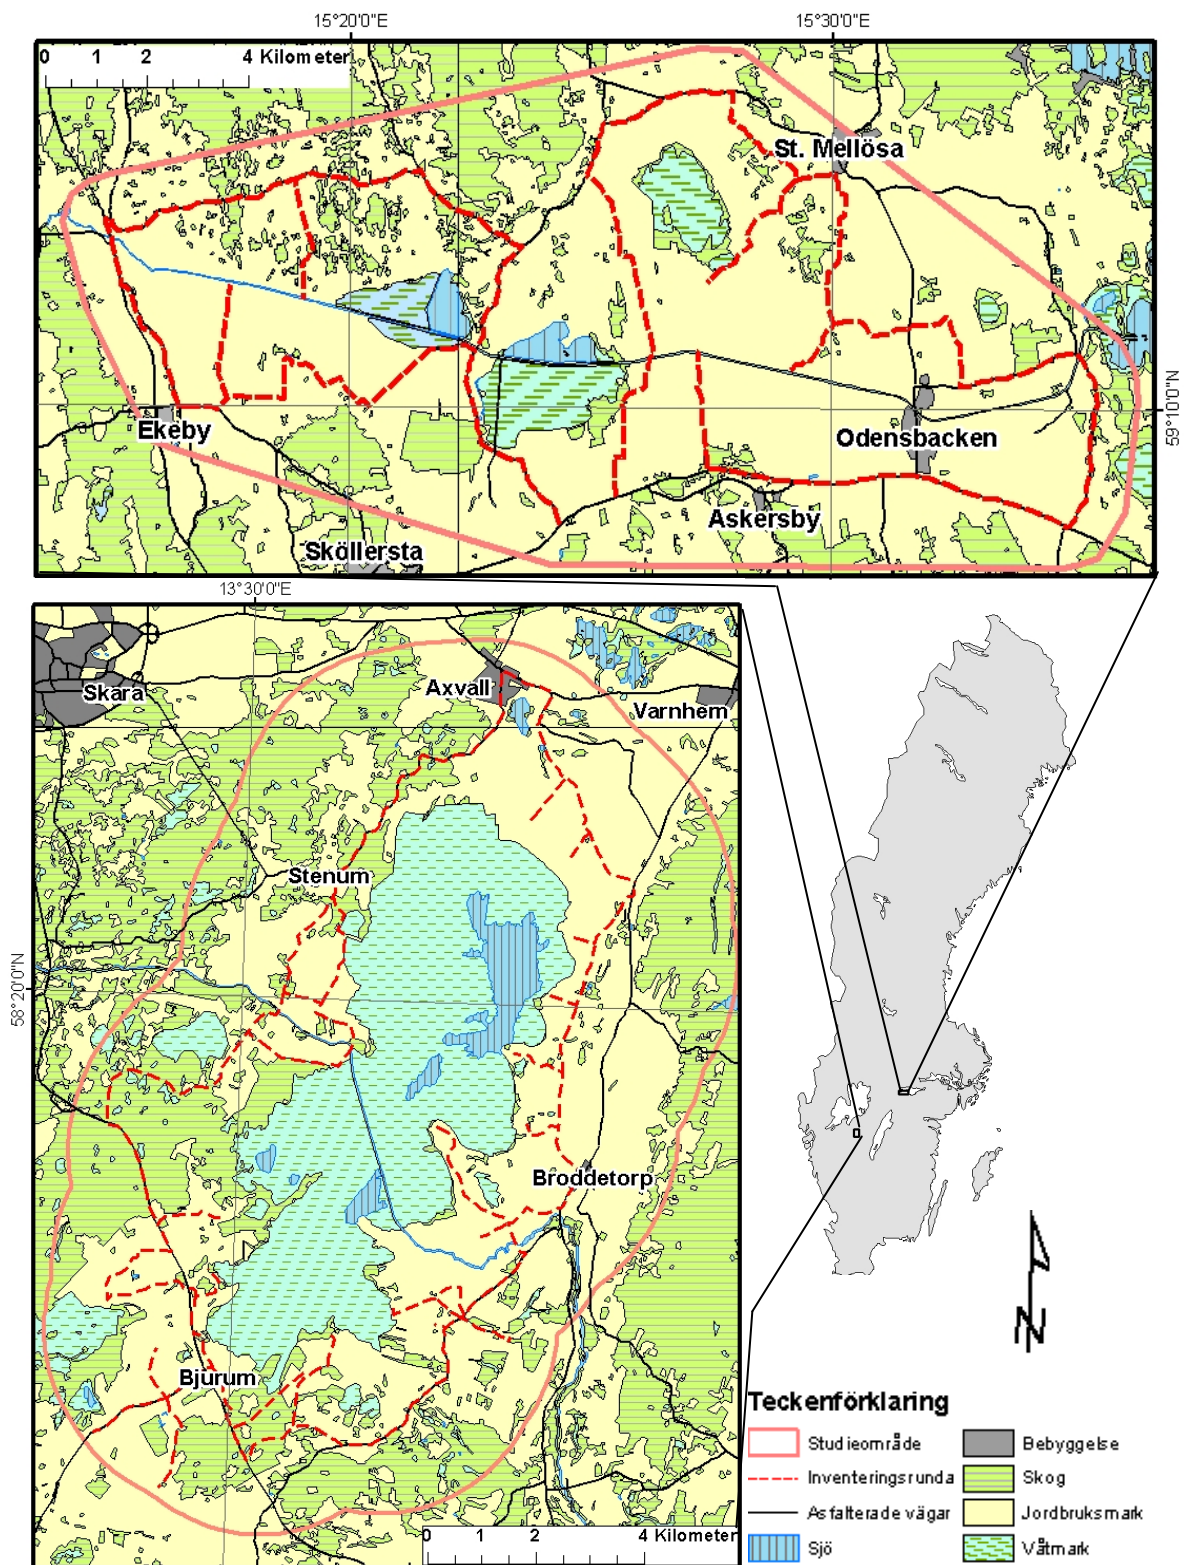 15°20'0"E
15°30'0"E
0 1 2 4 Kilometer
St. Mellösa
59°10'0"N
Ekeby
Odensbacken
Askersby
Sköllersta
13°30'0"E
Skara
Axvall
Varnhem
Stenum
58°20'0"N
Broddetorp
Bjurum
0 1 2 4 Kilometer
N
Teckenförklaring
Studieområde
Bebyggelse
Inventeringsrunda
Skog
Asfalterade vägar
Jordbruksmark
Sjö
Våtmark